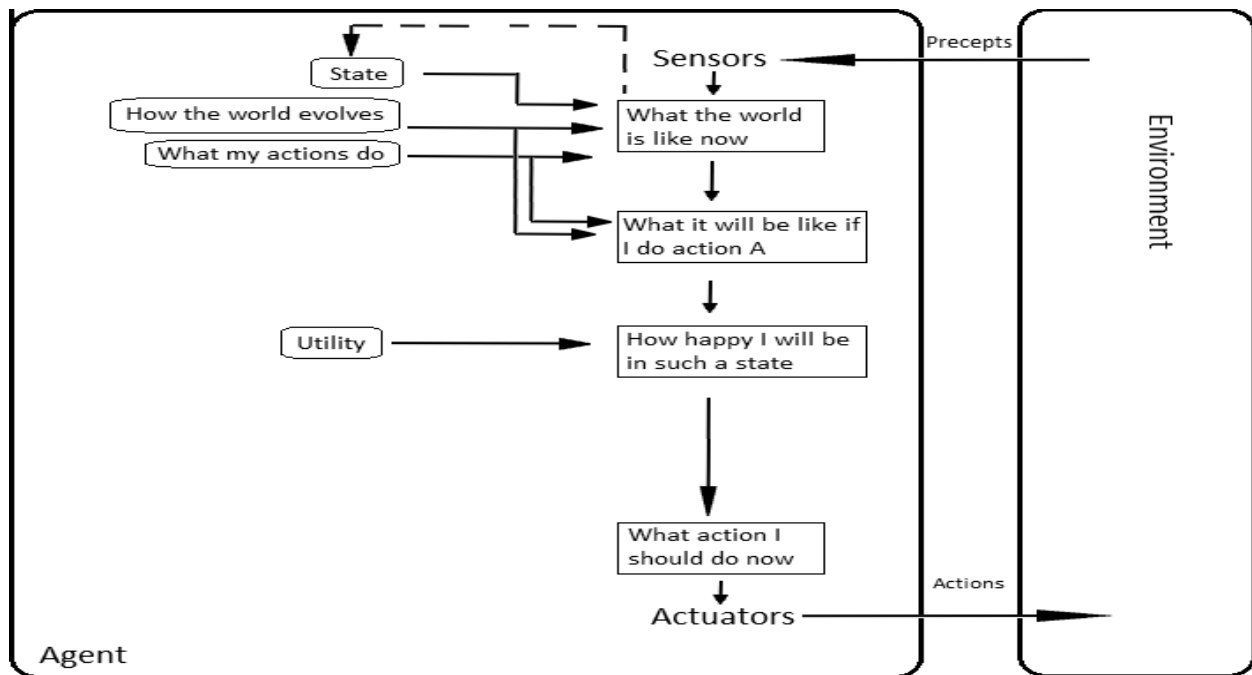 Precepts
Sensors
State
How the world evolves
What the world
is like now
What my actions do
Environment
What it will be like if
I do action A
Utility
How happy I will be
in such a state
What action I
should do now
Actions
Actuators
Agent